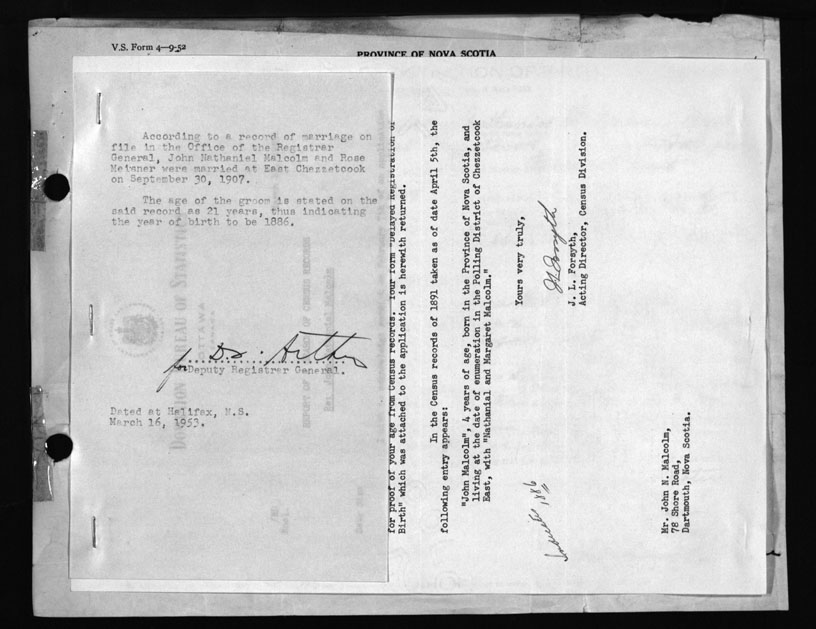 V.S. Form 4-9-52
PROVINCE OF NOVA SCOTIA
According to a record of marriage on
file in the Office of the Registrar
General, John Nathaniel Malcolm and Rose
Meisner were married at East Chezzetcook
on September 30, 1907.
The age of the groom is stated on the
said record as 21 years, thus indicating
the year of birth to be 1886.
for Deputy Registrar General.
Dated at Halifax, N.S.
March 16, 1953.
for proof of your age from Census records. Your form "Delayed Registration of
Birth" which was attached to the application is herewith returned.
In the Census records of 1891 taken as of date April 5th, the
following entry appears:
"John Malcolm", 4 years of age, born in the Province of Nova Scotia, and
living at the date of enumeration in the Polling District of Chezzetcook
East, with "Nathanial and Margaret Malcolm."
Yours very truly,
J. L. Forsyth,
Acting Director, Census Division.
1886
Mr. John N. Malcolm,
78 Shore Road,
Dartmouth, Nova Scotia.